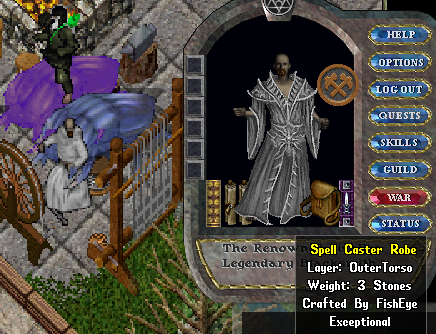 HELP
OPTIONS
LOG OUT
QUESTS
SKILLS
GUILD
WAR
STATUS
The Renown
Legendary
Spell Caster Robe
Layer: OuterTorso
Weight: 3 Stones
Crafted By FishEye
Exceptional